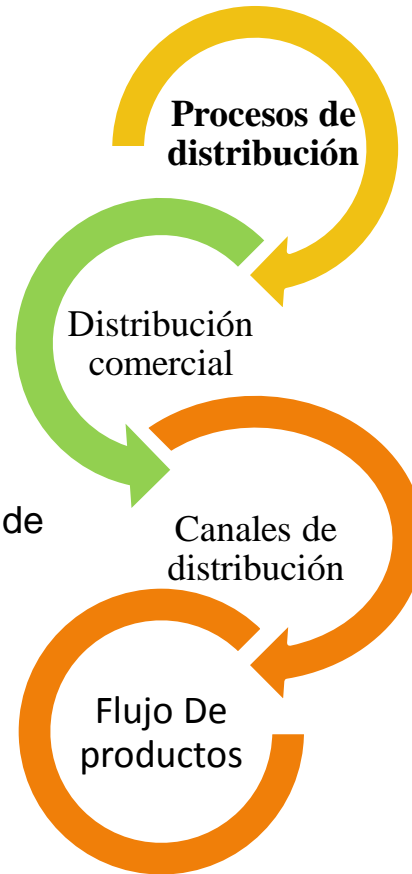 Procesos de
distribución
Distribución
comercial
de
Canales de
distribución
Flujo De
productos